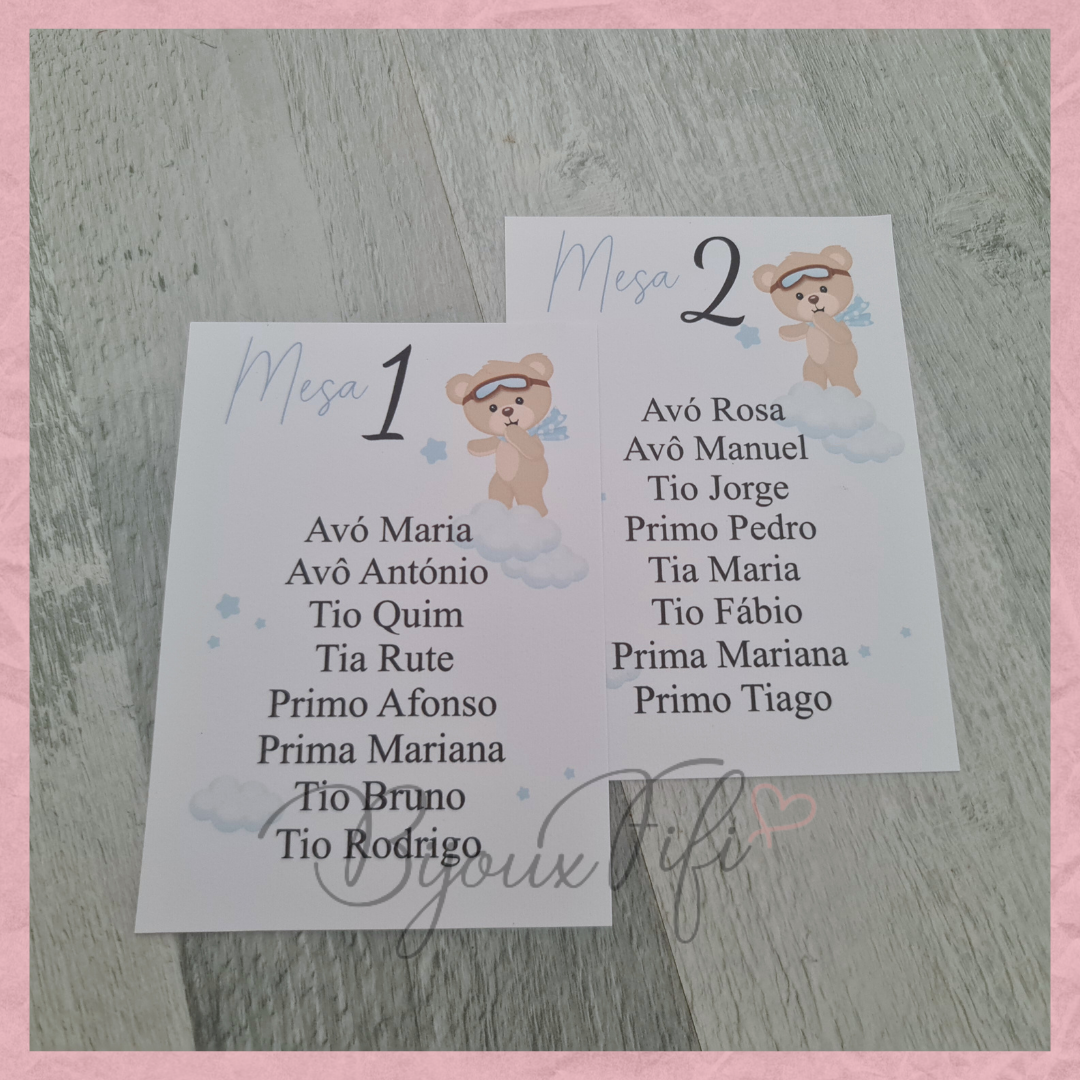 Mesa 1
Avó Maria
Avô António
Tio Quim
Tia Rute
Primo Afonso
Prima Mariana
Tio Bruno
Tio Rodrigo
Mesa 2
Avó Rosa
Avô Manuel
Tio Jorge
Primo Pedro
Tia Maria
Tio Fábio
Prima Mariana
Primo Tiago
Bijoux Fifi